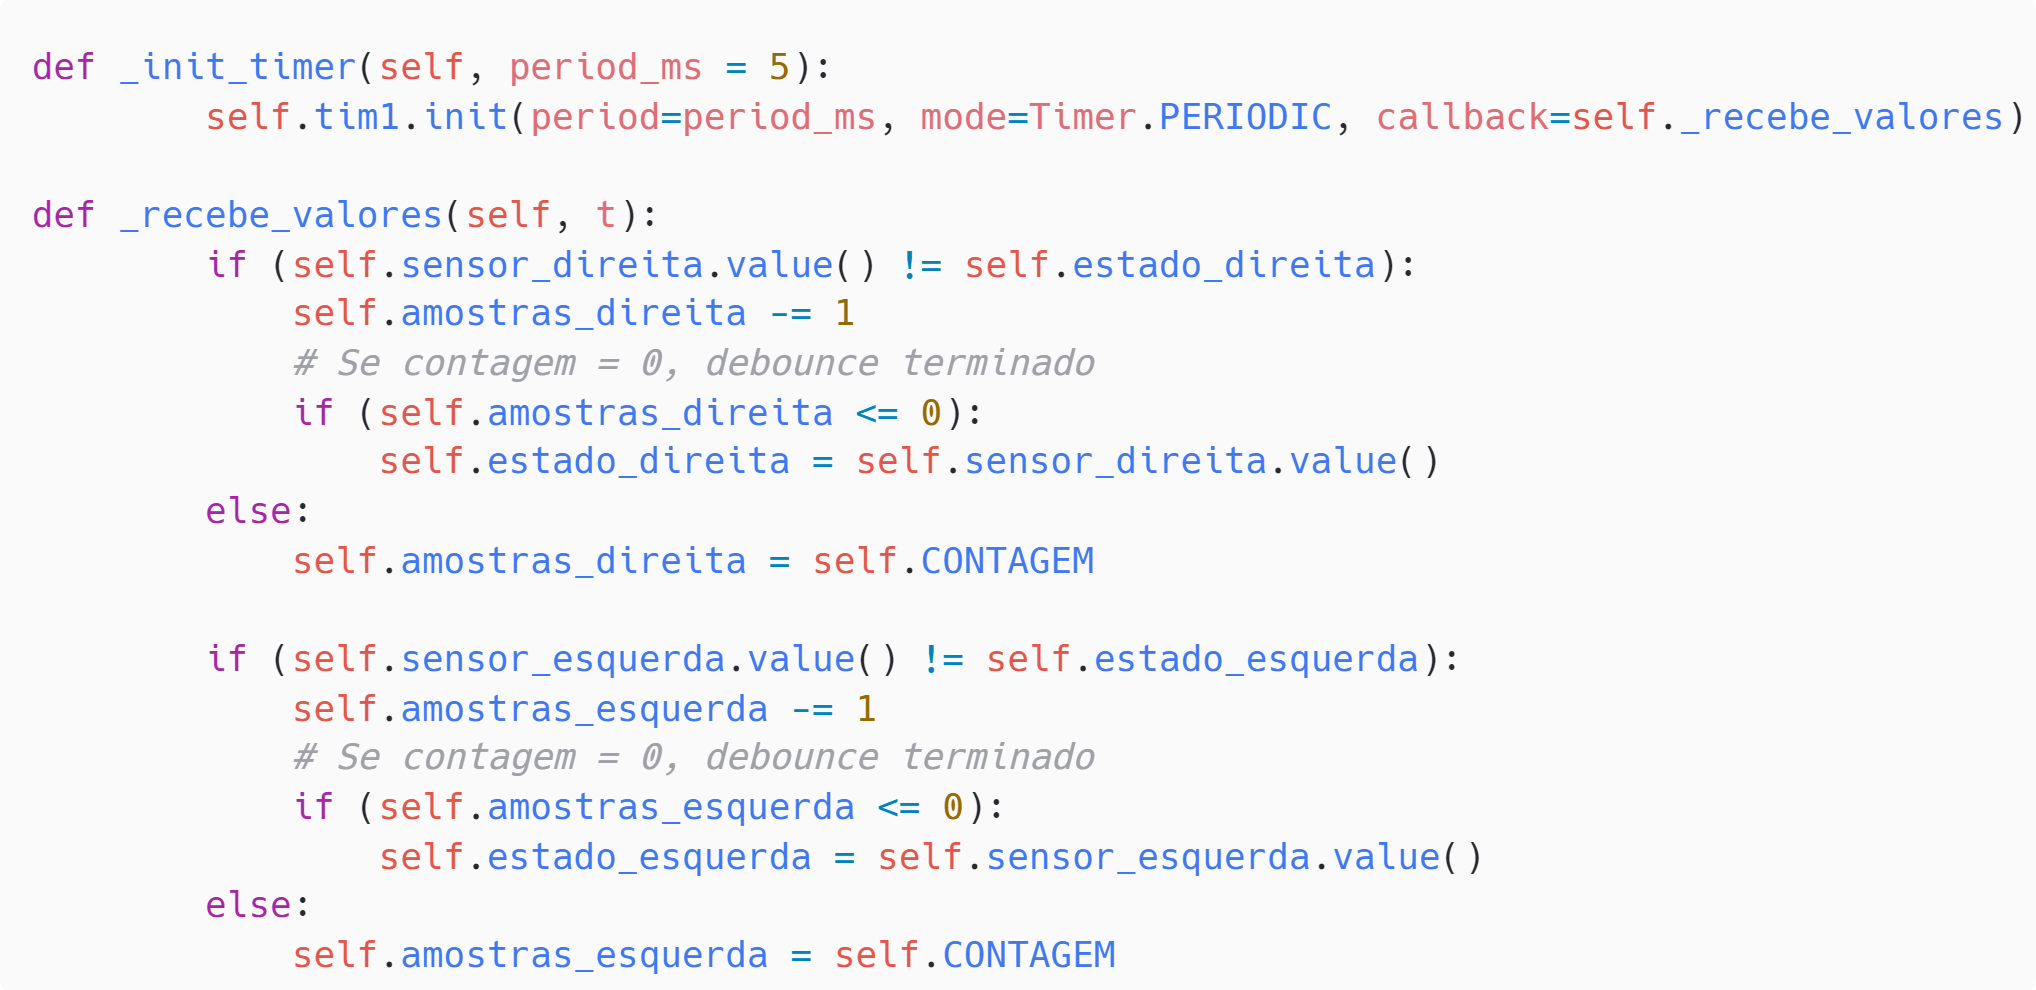 def _init_timer(self, period_ms = 5):
        self.tim1.init(period=period_ms, mode=Timer.PERIODIC, callback=self._recebe_valores)

def _recebe_valores(self, t):
        if (self.sensor_direita.value() != self.estado_direita):
            self.amostras_direita -= 1
            # Se contagem = 0, debounce terminado
            if (self.amostras_direita <= 0):
                self.estado_direita = self.sensor_direita.value()
        else:
            self.amostras_direita = self.CONTAGEM

        if (self.sensor_esquerda.value() != self.estado_esquerda):
            self.amostras_esquerda -= 1
            # Se contagem = 0, debounce terminado
            if (self.amostras_esquerda <= 0):
                self.estado_esquerda = self.sensor_esquerda.value()
        else:
            self.amostras_esquerda = self.CONTAGEM